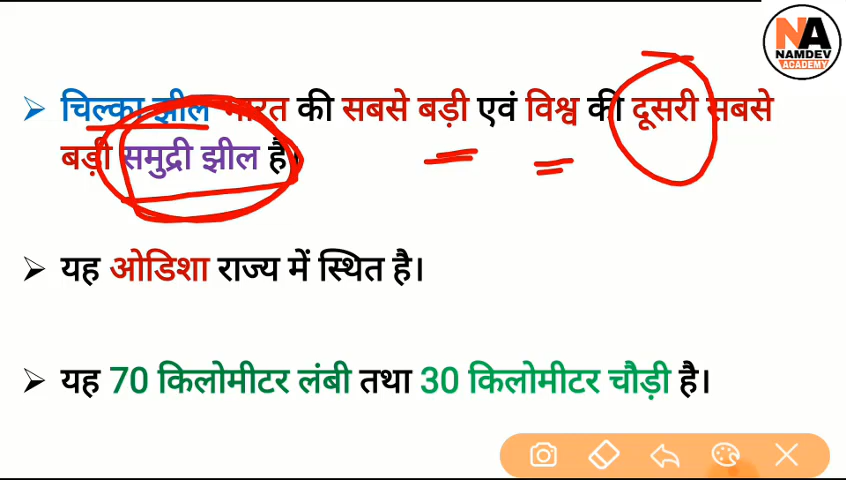 NA
NAMDEV
ACADEMY
चिल्का झील भारत की सबसे बड़ी एवं विश्व की दूसरी सबसे
बड़ी समुद्री झील है।
यह ओडिशा राज्य में स्थित है।
यह 70 किलोमीटर लंबी तथा 30 किलोमीटर चौड़ी है।